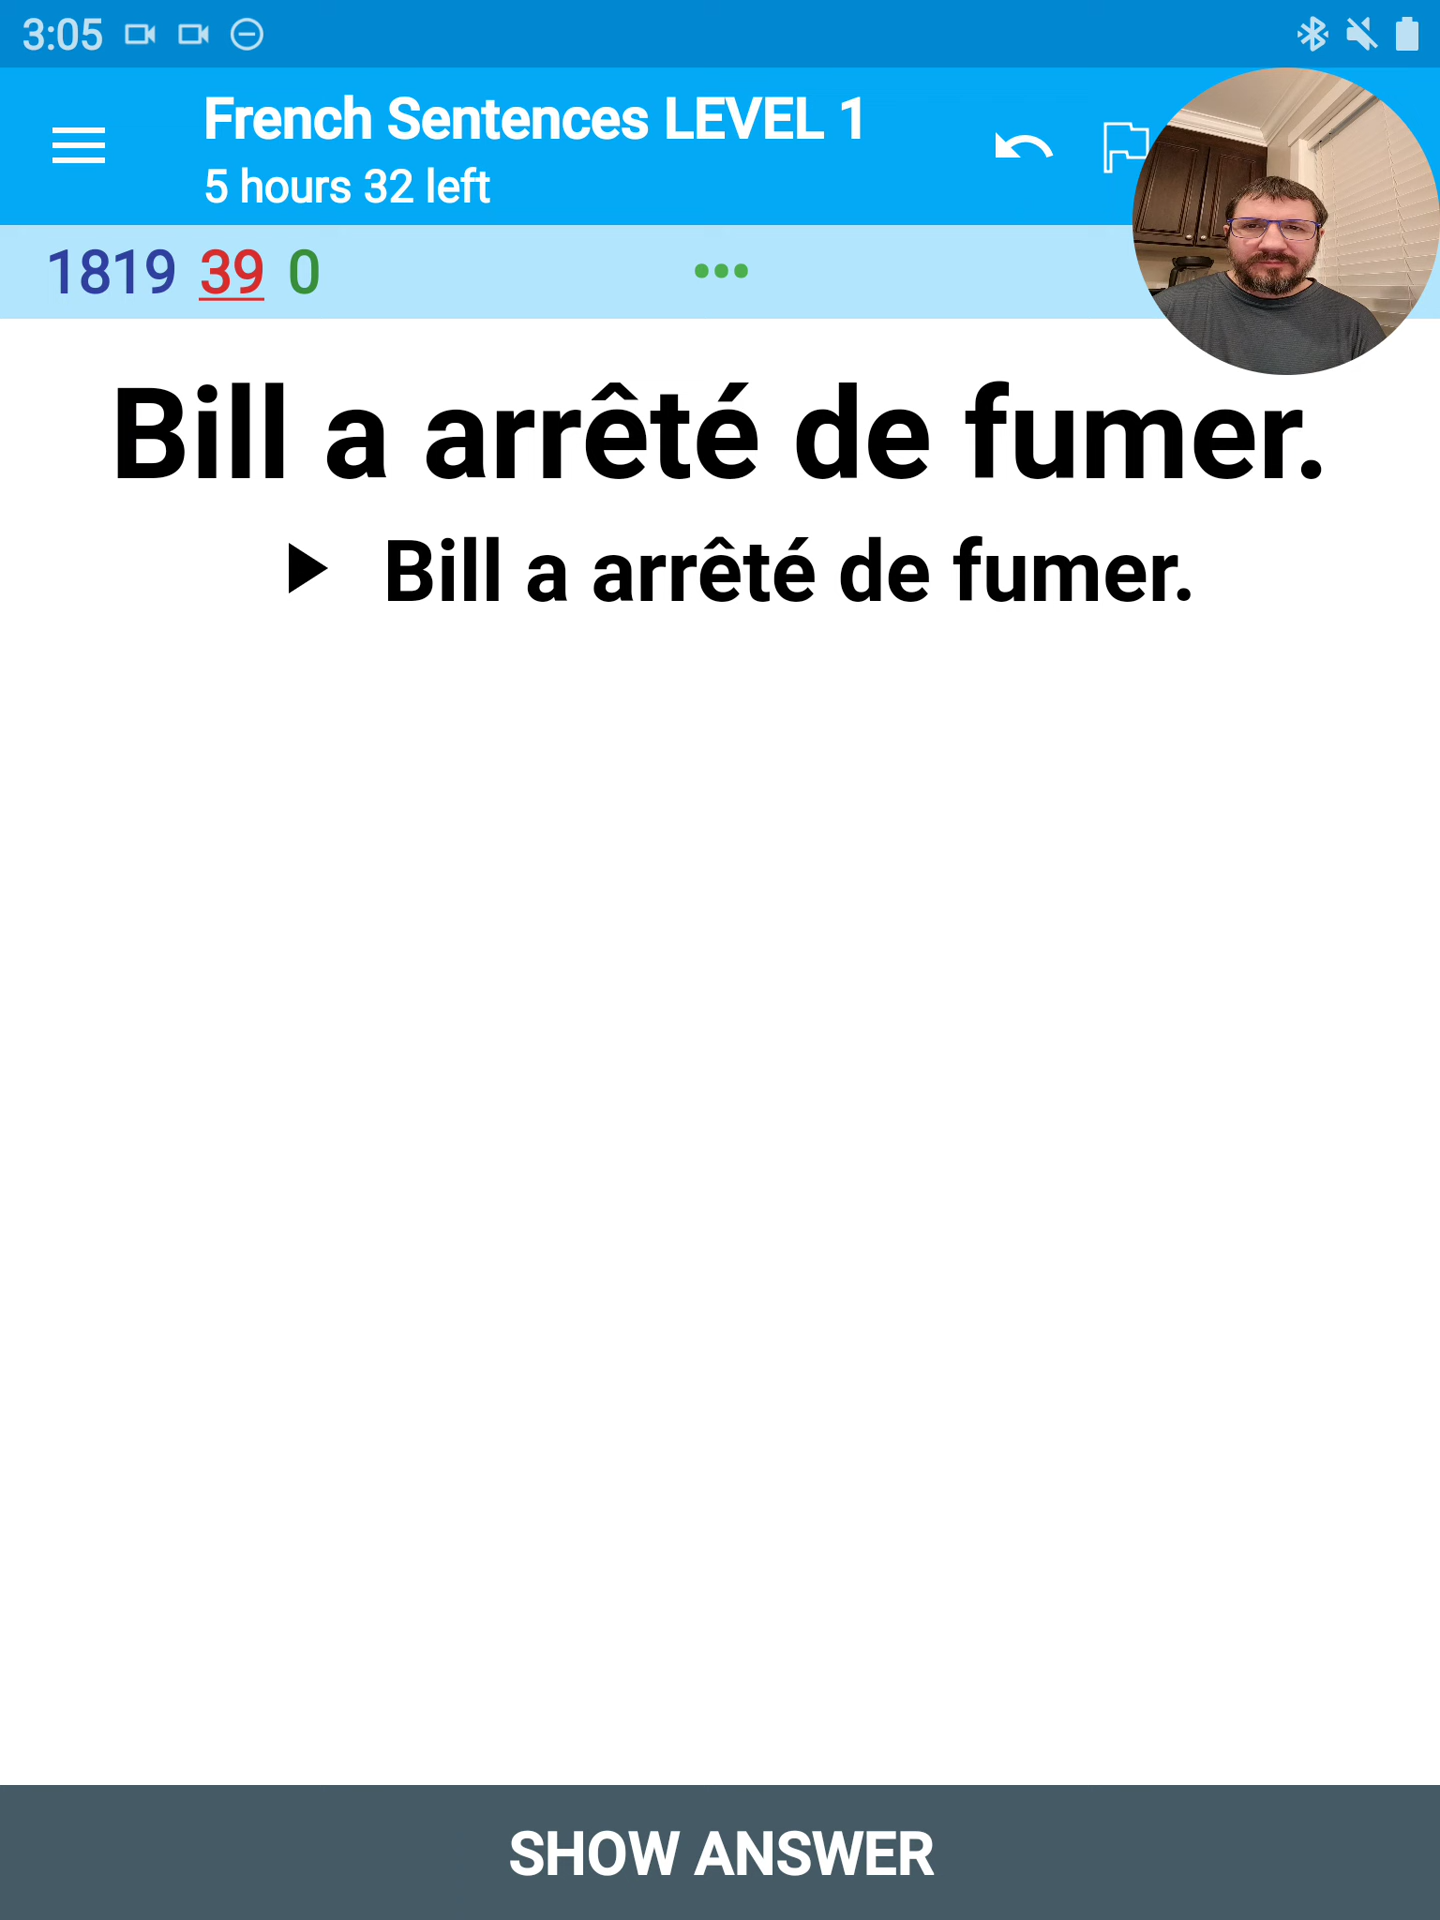 3:05
French Sentences LEVEL 1
5 hours 32 left
1819 39 0
Bill a arrêté de fumer.
Bill a arrêté de fumer.
SHOW ANSWER